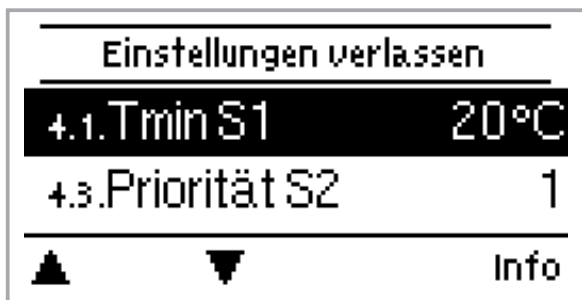 Einstellungen verlassen
4.1.Tmin S1 20°C
4.3.Priorität S2 1
Info